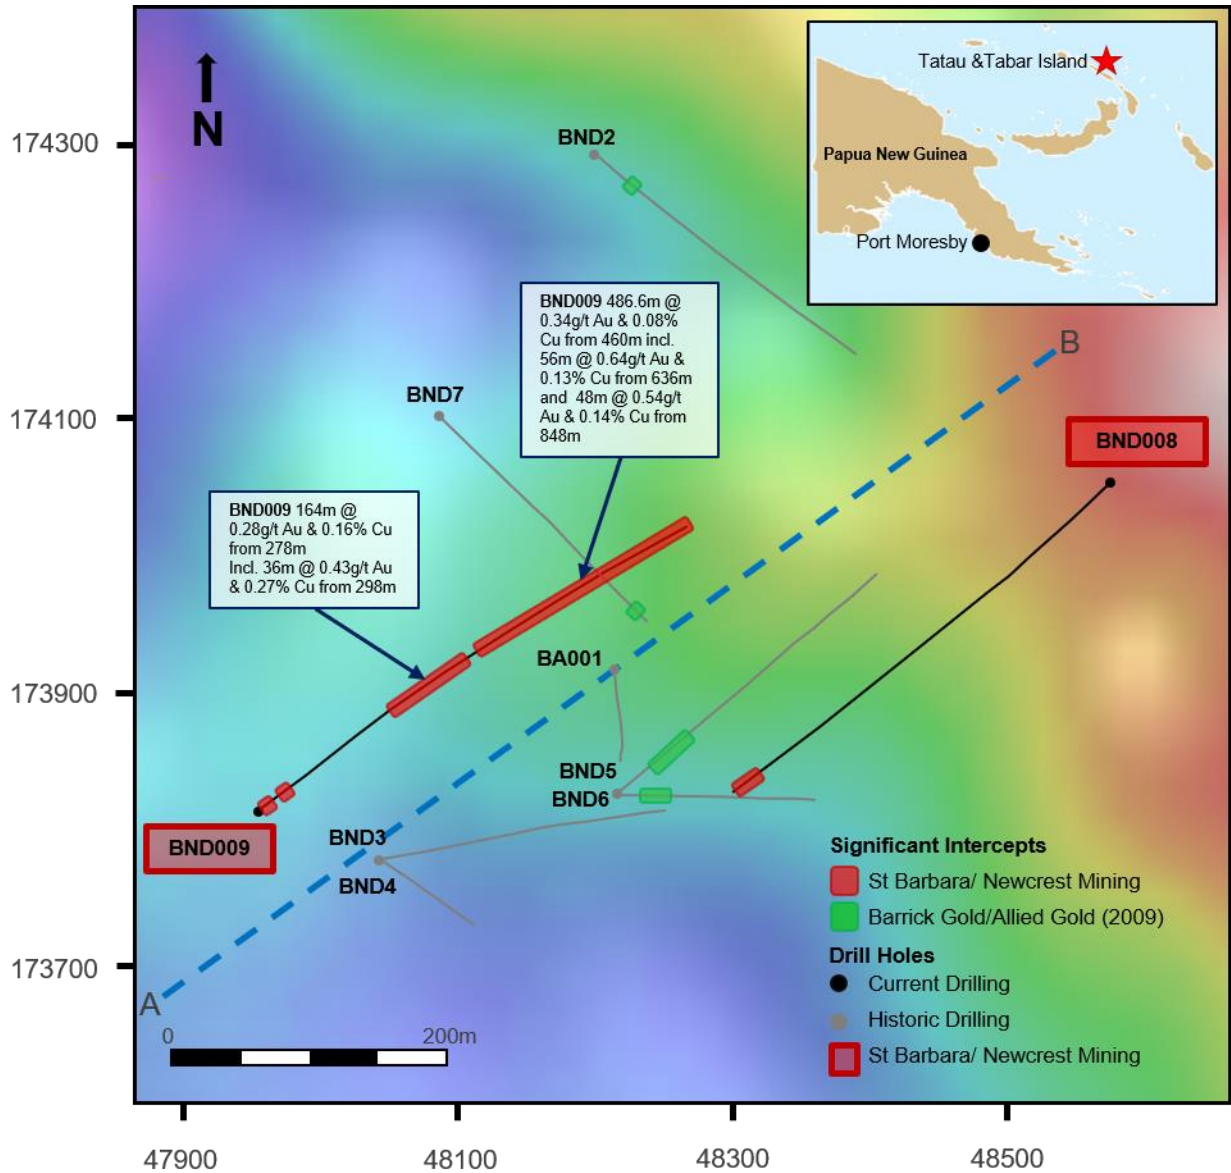 N
Tatau &Tabar Island
Papua New Guinea
Port Moresby
174300
174100
173900
173700
BND2
BND009 486.6m @
0.34g/t Au & 0.08%
Cu from 460m incl.
56m @ 0.64g/t Au &
0.13% Cu from 636m
and 48m @ 0.54g/t
Au & 0.14% Cu from
848m
B
BND7
BND008
BND009 164m @
0.28g/t Au & 0.16% Cu
from 278m
Incl. 36m @ 0.43g/t Au
& 0.27% Cu from 298m
BA001
BND5
BND6
BND3
BND009
BND4
A
0 200m
Significant Intercepts
St Barbara/ Newcrest Mining
Barrick Gold/Allied Gold (2009)
Drill Holes
Current Drilling
Historic Drilling
St Barbara/ Newcrest Mining
47900 48100 48300 48500